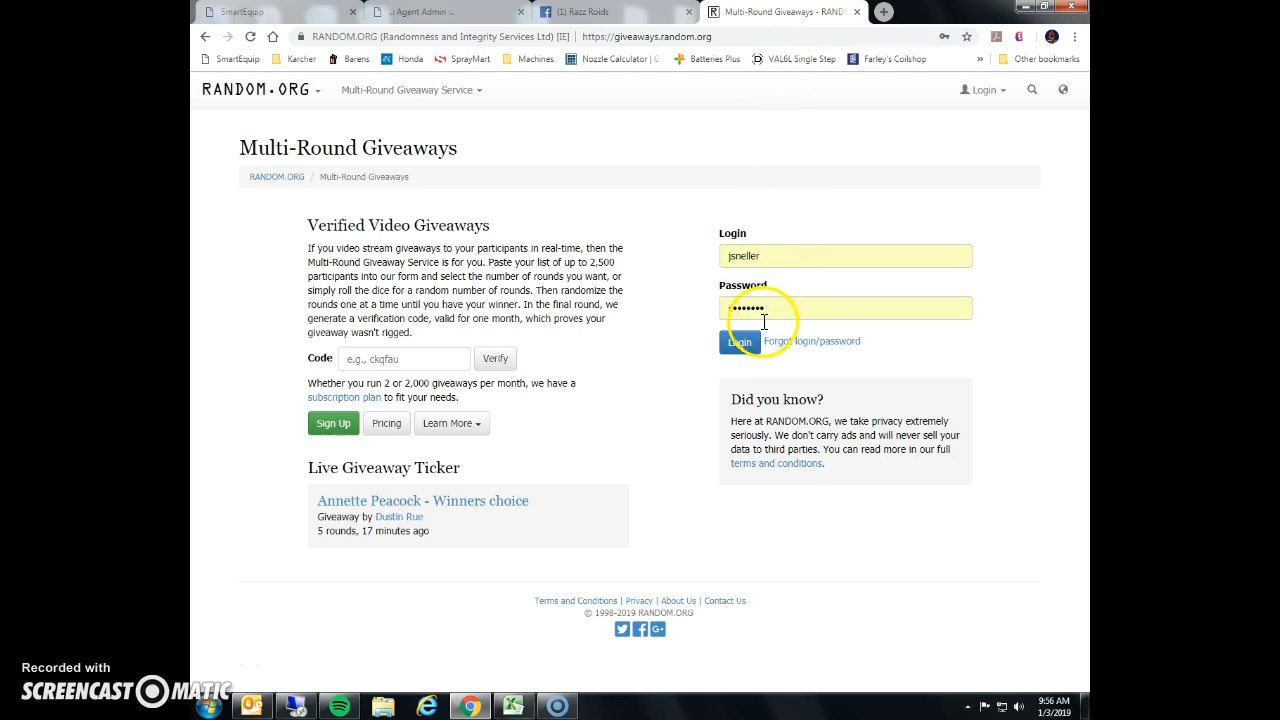 SmartEquip
.: Agent Admin :..
(1) Razz Roids
Multi-Round Giveaways - RAND
RANDOM.ORG (Randomness and Integrity Services Ltd) [IE] | https://giveaways.random.org
SmartEquip
Karcher
Barens
Honda
SprayMart
Machines
Nozzle Calculator | G
Batteries Plus
VAL6L Single Step
Farley's Coilshop
»
Other bookmarks
RANDOM.ORG
Multi-Round Giveaway Service
Login
Multi-Round Giveaways
RANDOM.ORG / Multi-Round Giveaways
Verified Video Giveaways
If you video stream giveaways to your participants in real-time, then the
Multi-Round Giveaway Service is for you. Paste your list of up to 2,500
participants into our form and select the number of rounds you want, or
simply roll the dice for a random number of rounds. Then randomize the
rounds one at a time until you have your winner. In the final round, we
generate a verification code, valid for one month, which proves your
giveaway wasn't rigged.
Code
e.g., ckqfau
Verify
Whether you run 2 or 2,000 giveaways per month, we have a
subscription plan to fit your needs.
Sign Up
Pricing
Learn More
Live Giveaway Ticker
Annette Peacock - Winners choice
Giveaway by Dustin Rue
5 rounds, 17 minutes ago
Login
jsneller
Password
•••••••
Login
Forgot login/password
Did you know?
Here at RANDOM.ORG, we take privacy extremely
seriously. We don't carry ads and will never sell your
data to third parties. You can read more in our full
terms and conditions.
Terms and Conditions | Privacy | About Us | Contact Us
© 1998-2019 RANDOM.ORG
Recorded with
SCREENCAST MATIC
9:56 AM
1/3/2019